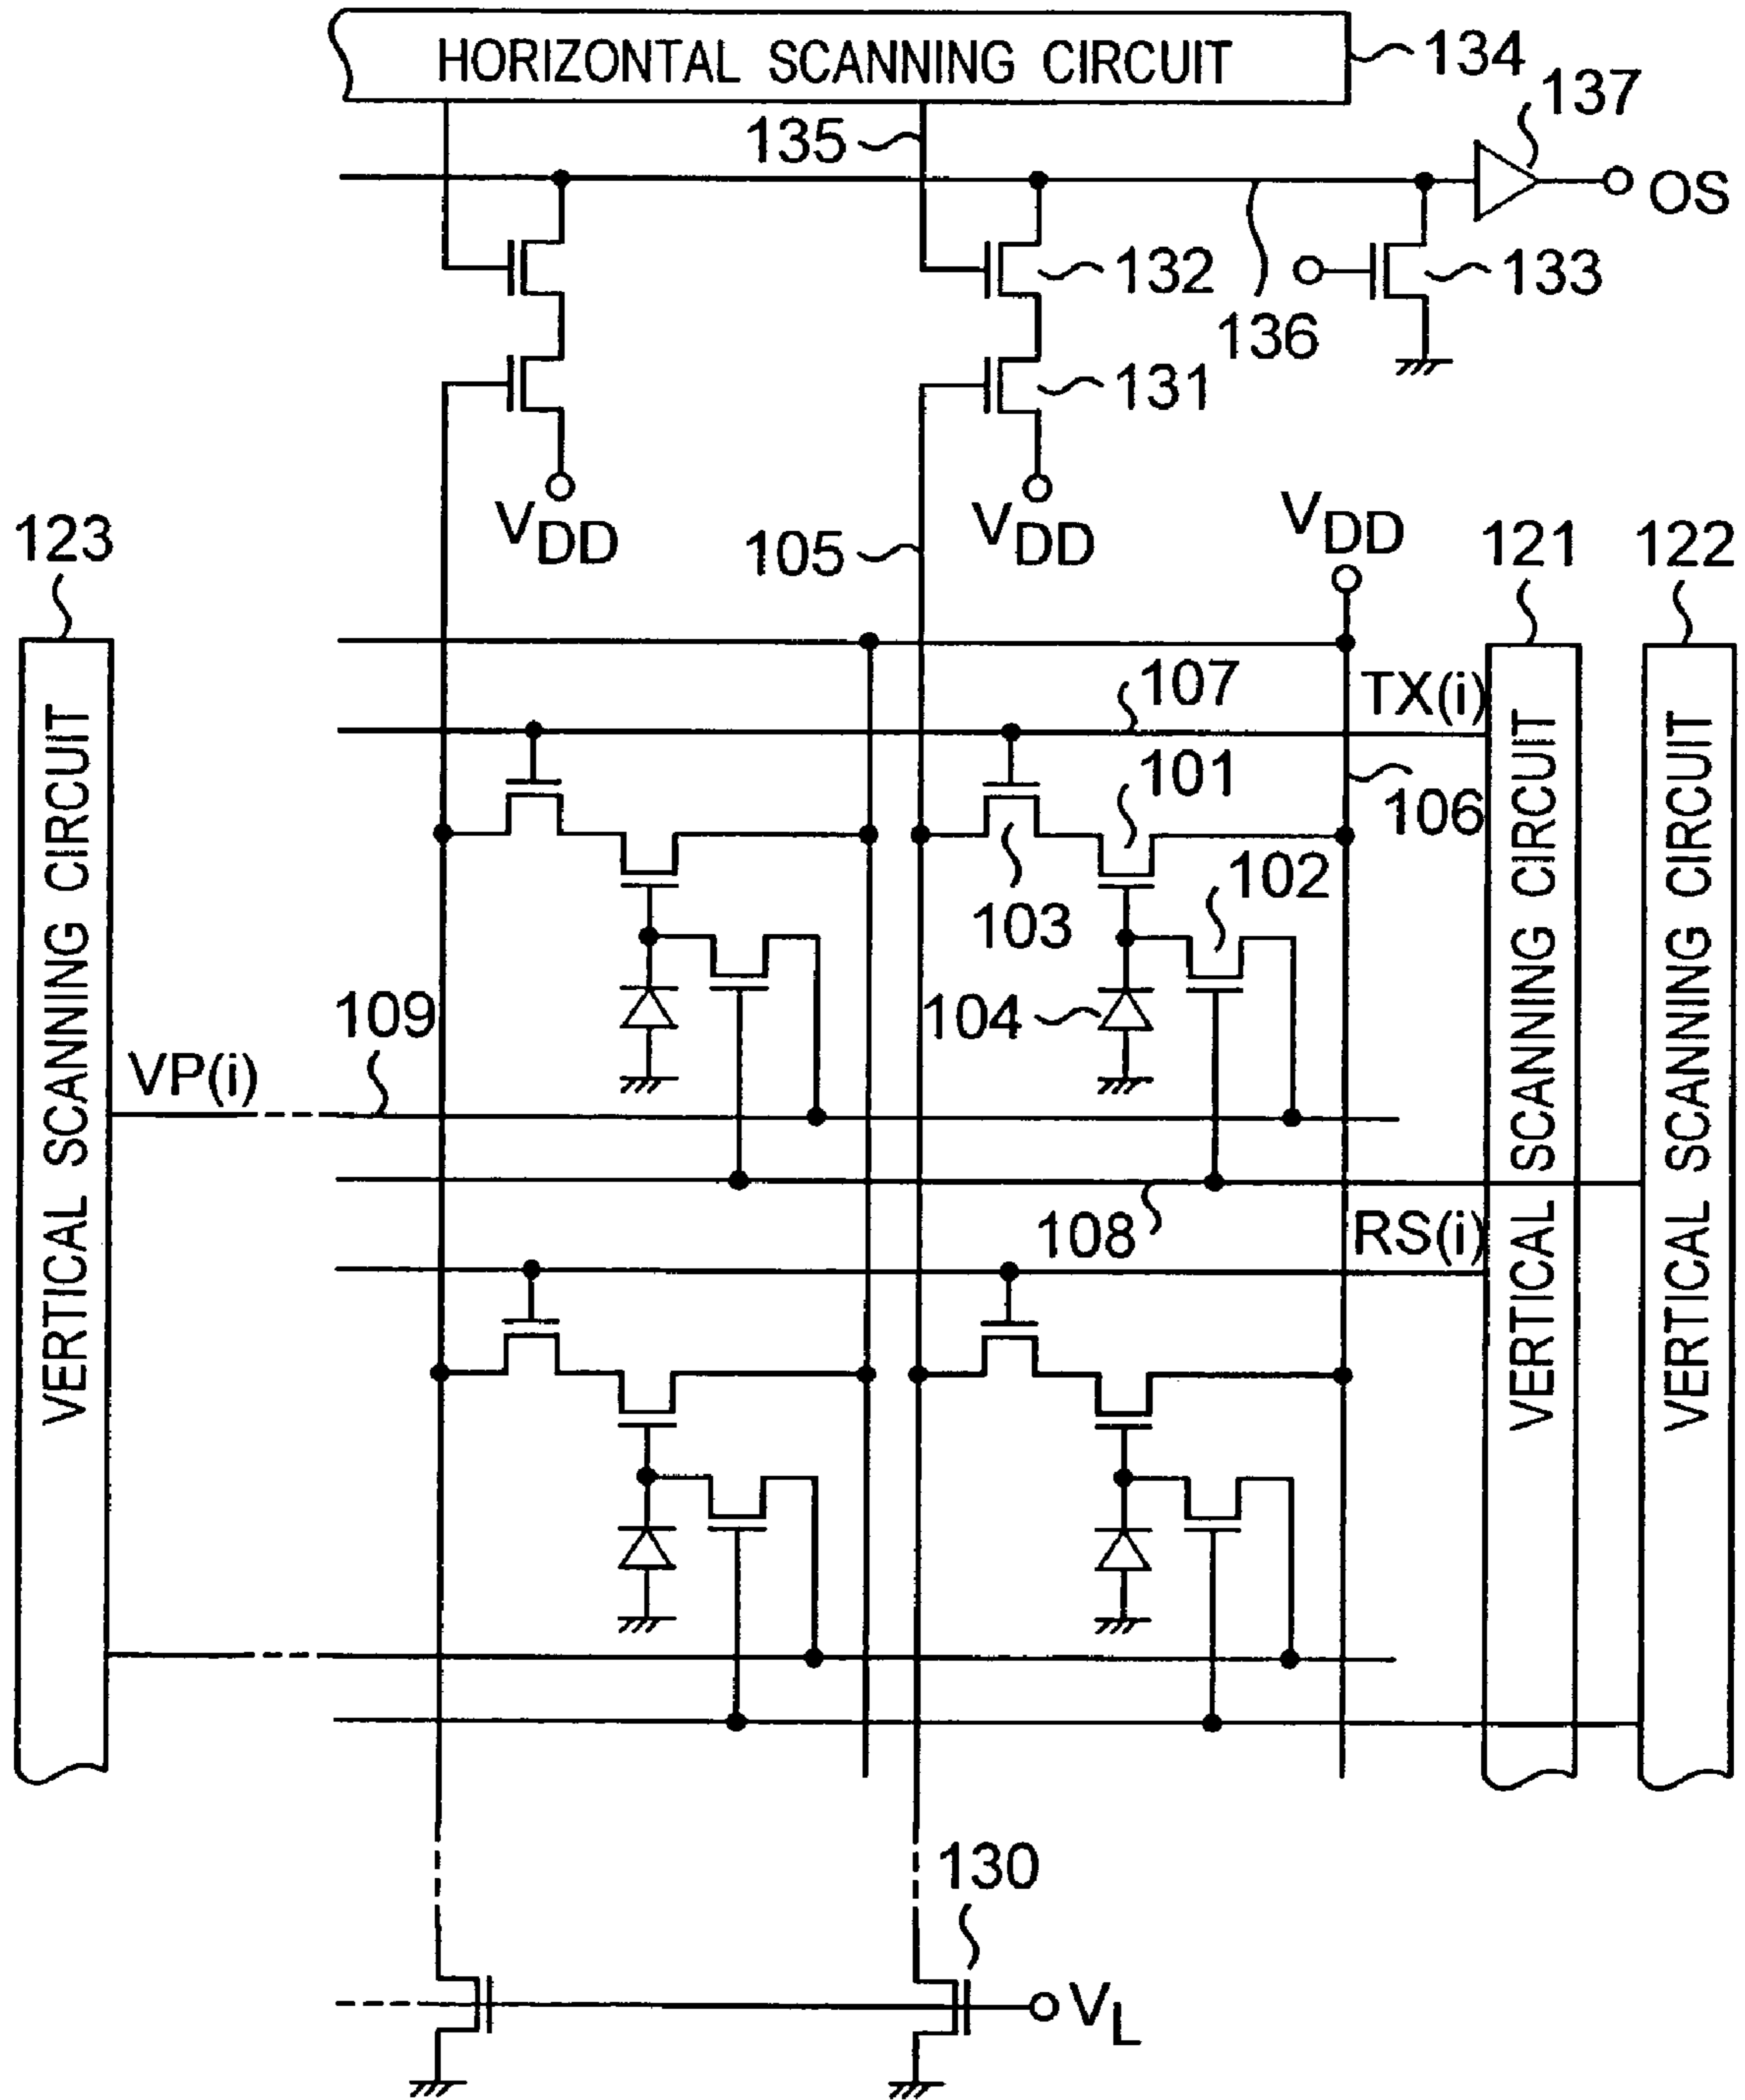 HORIZONTAL SCANNING CIRCUIT
134
137
135
OS
132
133
136
131
VDD
VDD
VDD
123
105
121
122
107
TX(i)
101
106
102
103
104
109
VP(i)
108
RS(i)
VERTICAL SCANNING CIRCUIT
VERTICAL SCANNING CIRCUIT
VERTICAL SCANNING CIRCUIT
130
VL